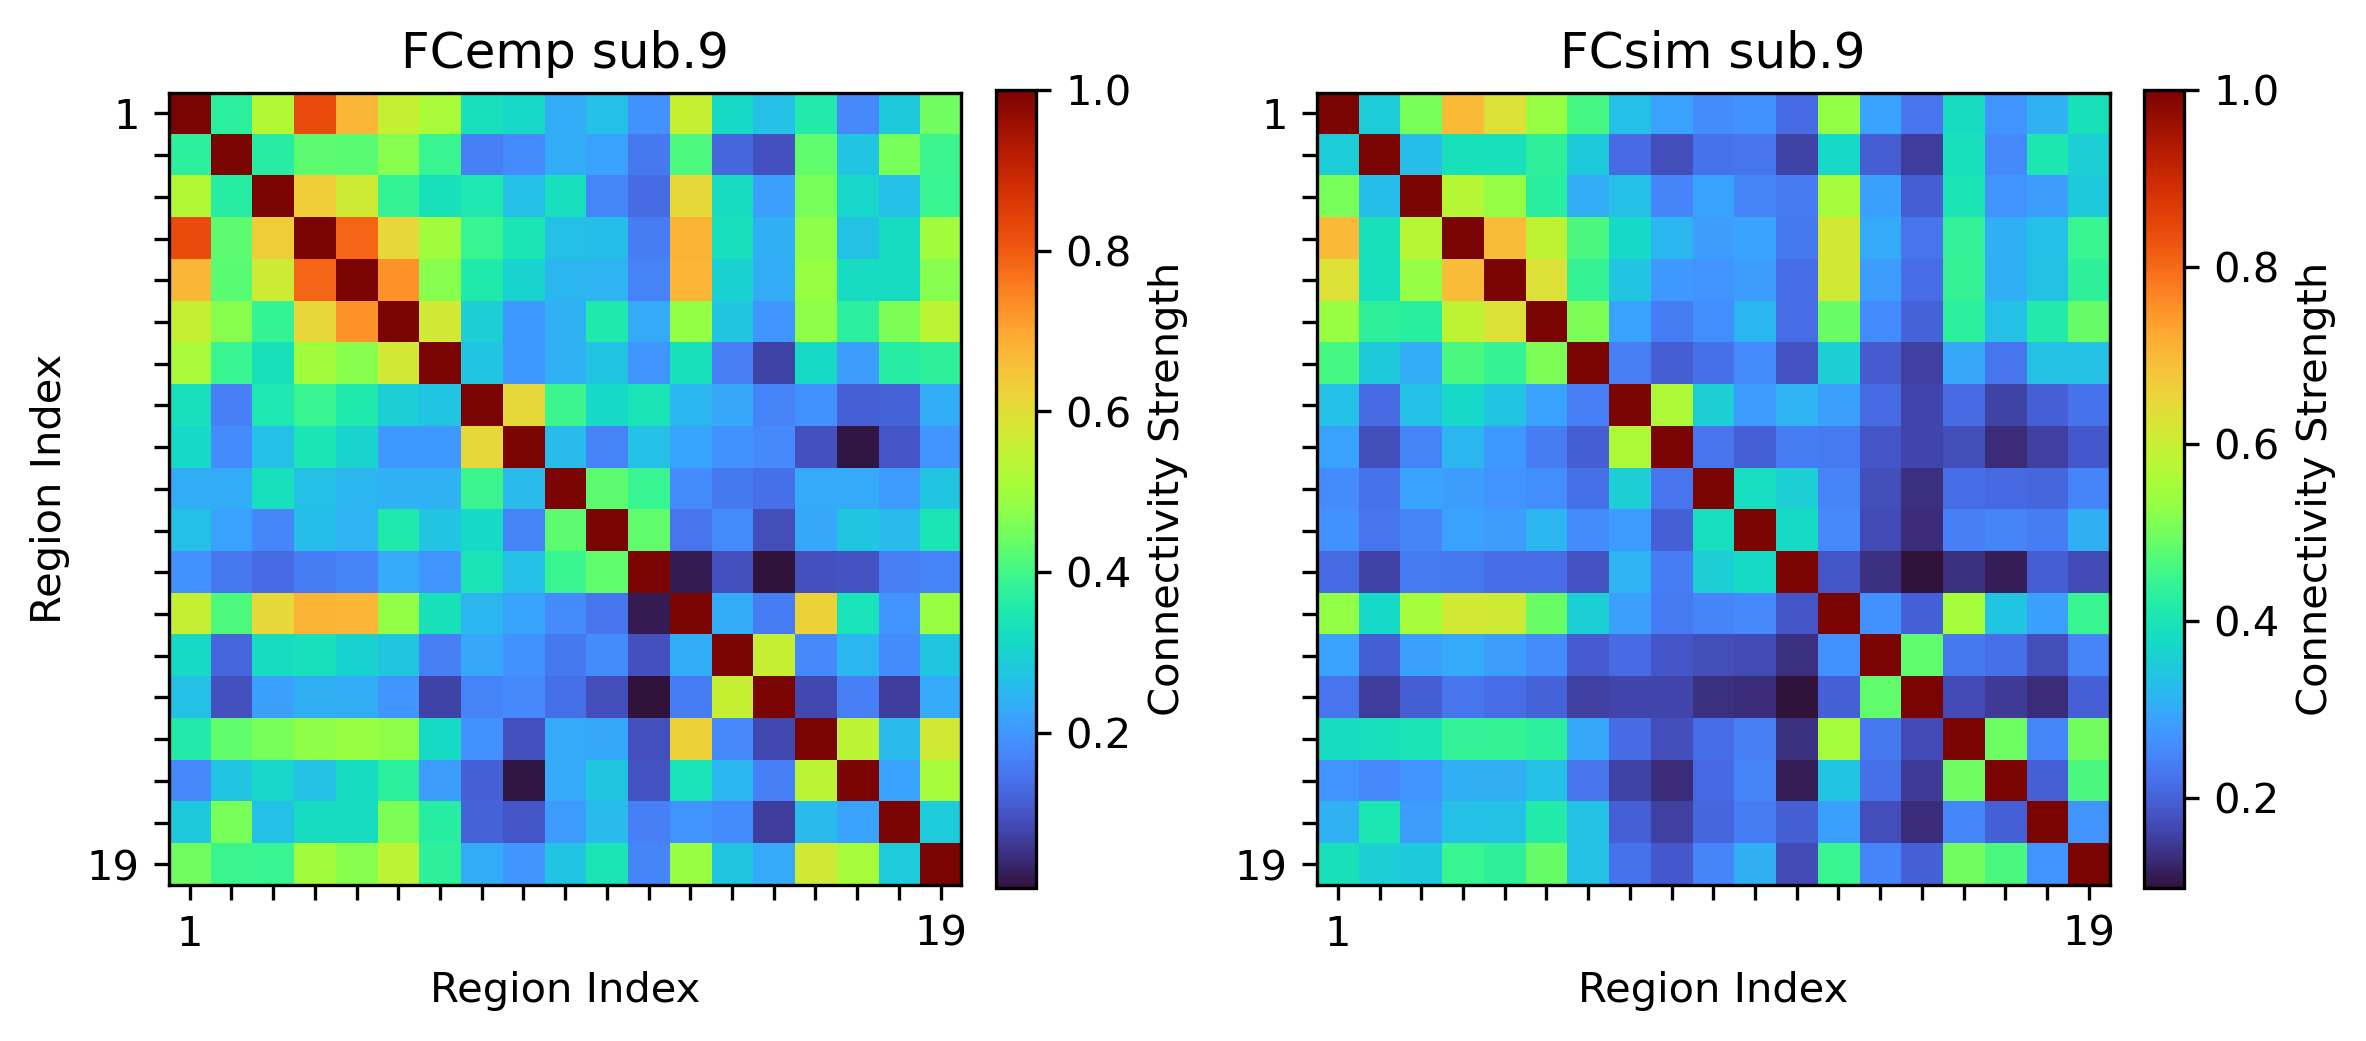 FCemp sub.9
FCsim sub.9
1
19
1
19
Region Index
Region Index
1.0
0.8
0.6
0.4
0.2
Connectivity Strength
1
19
1
19
Region Index
1.0
0.8
0.6
0.4
0.2
Connectivity Strength